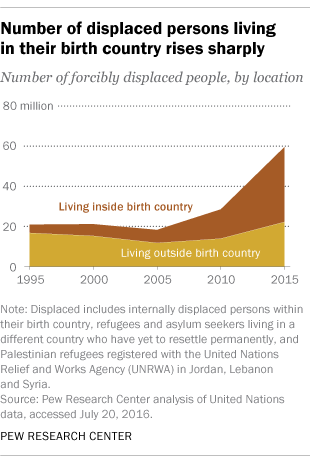 Number of displaced persons living
in their birth country rises sharply
Number of forcibly displaced people, by location
80 million
60
40
Living inside birth country
20
Living outside birth country
0
1995 2000 2005 2010 2015
Note: Displaced includes internally displaced persons within
their birth country, refugees and asylum seekers living in a
different country who have yet to resettle permanently, and
Palestinian refugees registered with the United Nations
Relief and Works Agency (UNRWA) in Jordan, Lebanon
and Syria.
Source: Pew Research Center analysis of United Nations
data, accessed July 20, 2016.
PEW RESEARCH CENTER